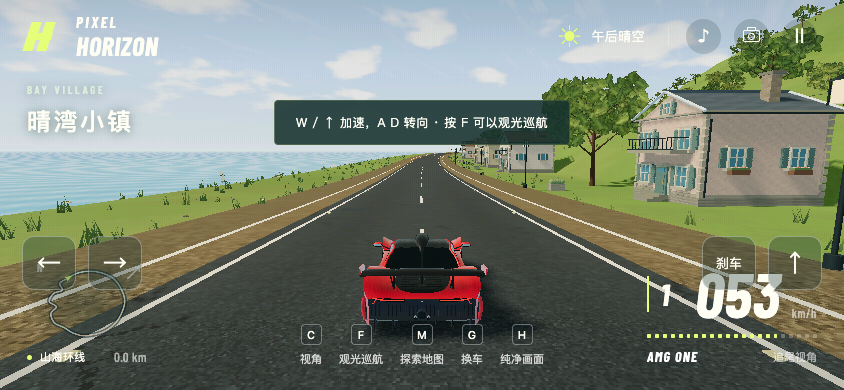 H PIXEL
HORIZON
午后晴空
BAY VILLAGE
晴湾小镇
W / ↑ 加速，A D 转向 · 按 F 可以观光巡航
← →
刹车 ↑
1 053 km/h
C F M G H
视角 观光巡航 探索地图 换车 纯净画面
山海环线 0.0 km
AMG ONE 追尾视角